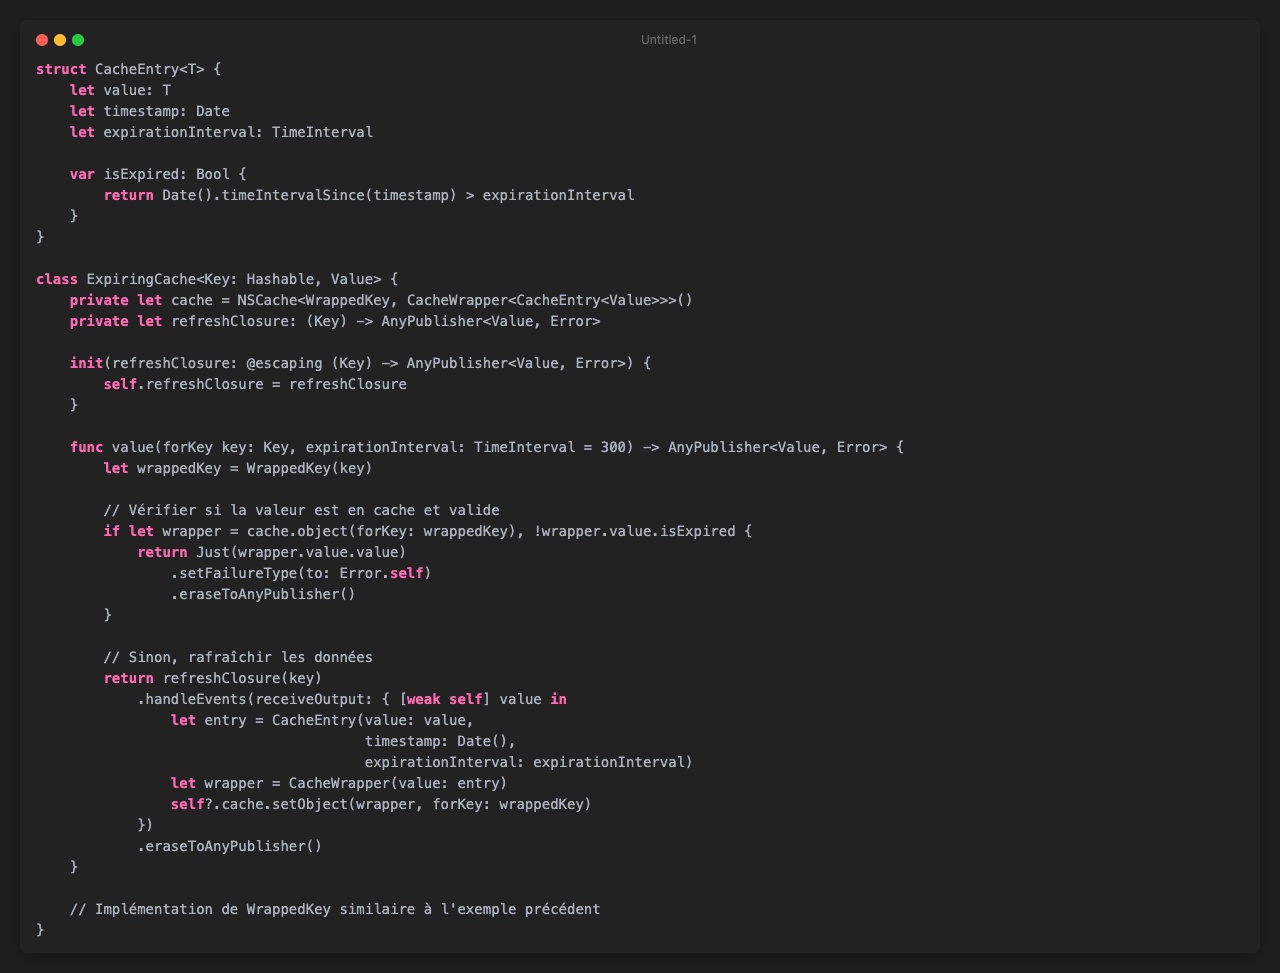 Untitled-1
struct CacheEntry<T> {
    let value: T
    let timestamp: Date
    let expirationInterval: TimeInterval

    var isExpired: Bool {
        return Date().timeIntervalSince(timestamp) > expirationInterval
    }
}

class ExpiringCache<Key: Hashable, Value> {
    private let cache = NSCache<WrappedKey, CacheWrapper<CacheEntry<Value>>>()
    private let refreshClosure: (Key) -> AnyPublisher<Value, Error>

    init(refreshClosure: @escaping (Key) -> AnyPublisher<Value, Error>) {
        self.refreshClosure = refreshClosure
    }

    func value(forKey key: Key, expirationInterval: TimeInterval = 300) -> AnyPublisher<Value, Error> {
        let wrappedKey = WrappedKey(key)

        // Vérifier si la valeur est en cache et valide
        if let wrapper = cache.object(forKey: wrappedKey), !wrapper.value.isExpired {
            return Just(wrapper.value.value)
                .setFailureType(to: Error.self)
                .eraseToAnyPublisher()
        }

        // Sinon, rafraîchir les données
        return refreshClosure(key)
            .handleEvents(receiveOutput: { [weak self] value in
                let entry = CacheEntry(value: value,
                                       timestamp: Date(),
                                       expirationInterval: expirationInterval)
                let wrapper = CacheWrapper(value: entry)
                self?.cache.setObject(wrapper, forKey: wrappedKey)
            })
            .eraseToAnyPublisher()
    }

    // Implémentation de WrappedKey similaire à l'exemple précédent
}